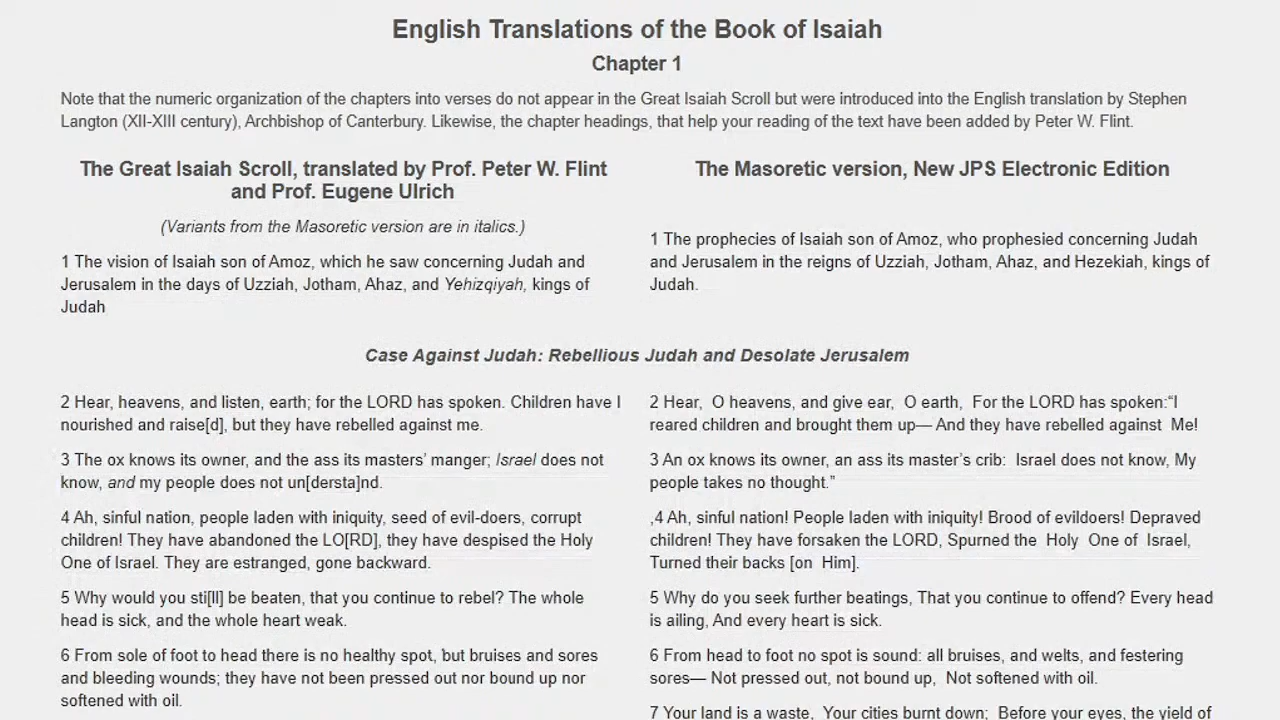 English Translations of the Book of Isaiah
Chapter 1
Note that the numeric organization of the chapters into verses do not appear in the Great Isaiah Scroll but were introduced into the English translation by Stephen
Langton (XII-XIII century), Archbishop of Canterbury. Likewise, the chapter headings, that help your reading of the text have been added by Peter W. Flint.
The Great Isaiah Scroll, translated by Prof. Peter W. Flint
and Prof. Eugene Ulrich
(Variants from the Masoretic version are in italics.)
1 The vision of Isaiah son of Amoz, which he saw concerning Judah and
Jerusalem in the days of Uzziah, Jotham, Ahaz, and Yehizqiyah, kings of
Judah
The Masoretic version, New JPS Electronic Edition
1 The prophecies of Isaiah son of Amoz, who prophesied concerning Judah
and Jerusalem in the reigns of Uzziah, Jotham, Ahaz, and Hezekiah, kings of
Judah.
Case Against Judah: Rebellious Judah and Desolate Jerusalem
2 Hear, heavens, and listen, earth; for the LORD has spoken. Children have I
nourished and raise[d], but they have rebelled against me.
3 The ox knows its owner, and the ass its masters’ manger; Israel does not
know, and my people does not un[dersta]nd.
4 Ah, sinful nation, people laden with iniquity, seed of evil-doers, corrupt
children! They have abandoned the LO[RD], they have despised the Holy
One of Israel. They are estranged, gone backward.
5 Why would you sti[ll] be beaten, that you continue to rebel? The whole
head is sick, and the whole heart weak.
6 From sole of foot to head there is no healthy spot, but bruises and sores
and bleeding wounds; they have not been pressed out nor bound up nor
softened with oil.
2 Hear, O heavens, and give ear, O earth, For the LORD has spoken:“I
reared children and brought them up— And they have rebelled against Me!
3 An ox knows its owner, an ass its master’s crib: Israel does not know, My
people takes no thought.”
,4 Ah, sinful nation! People laden with iniquity! Brood of evildoers! Depraved
children! They have forsaken the LORD, Spurned the Holy One of Israel,
Turned their backs [on Him].
5 Why do you seek further beatings, That you continue to offend? Every head
is ailing, And every heart is sick.
6 From head to foot no spot is sound: all bruises, and welts, and festering
sores— Not pressed out, not bound up, Not softened with oil.
7 Your land is a waste, Your cities burnt down; Before your eyes, the yield of